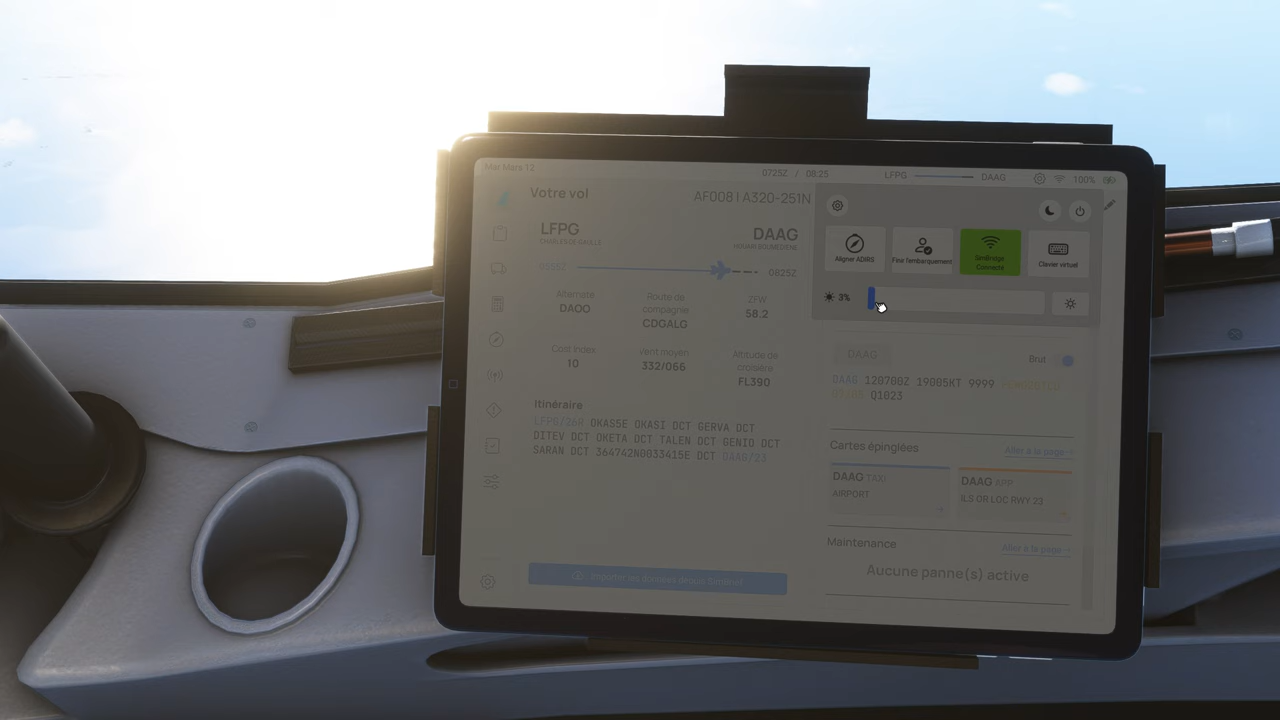 Mer Mars 12
0725Z / 08:25
LFPG
DAAG
100%
Votre vol
AF008 | A320-251N
LFPG
CHARLES-DE-GAULLE
DAAG
HOUARI BOUMEDIENE
0555Z
0825Z
Alternate
DAOO
Route de compagnie
CDGALG
ZFW
58.2
Cost Index
10
Vent moyen
332/066
Altitude de croisière
FL390
Itinéraire
LFPG/26R OKASSE OKASI DCT GERVA DCT
DITEV DCT OKETA DCT TALEN DCT GENIO DCT
SARAN DCT 364742N0033415E DCT DAAG/23
Importer les données depuis SimBrief
Aligner ADIRS
Finir l'embarquement
SimBridge
Connecté
Clavier virtuel
3%
DAAG
Brut
DAAG 120700Z 19005KT 9999
Q1023
Cartes épinglées
Aller à la page
DAAG TAXI
AIRPORT
DAAG APP
ILS OR LOC RWY 23
Maintenance
Aller à la page
Aucune panne(s) active